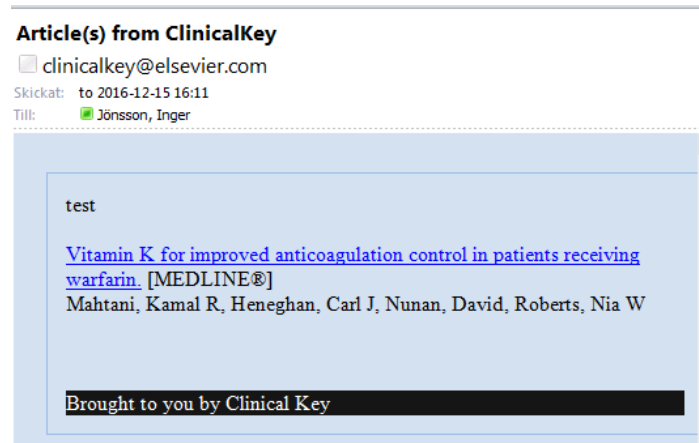 Article(s) from ClinicalKey
clinicalkey@elsevier.com
Skickat: to 2016-12-15 16:11
Till: Jönsson, Inger
test
Vitamin K for improved anticoagulation control in patients receiving
warfarin. [MEDLINE®]
Mahtani, Kamal R, Heneghan, Carl J, Nunan, David, Roberts, Nia W
Brought to you by Clinical Key